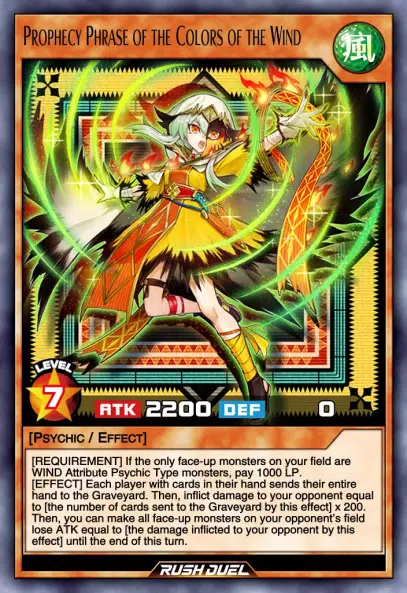 Prophecy Phrase of the Colors of the Wind
風
LEVEL
7
ATK 2200 DEF 0
[Psychic / Effect]
[REQUIREMENT] If the only face-up monsters on your field are
WIND Attribute Psychic Type monsters, pay 1000 LP.
[EFFECT] Each player with cards in their hand sends their entire
hand to the Graveyard. Then, inflict damage to your opponent equal
to [the number of cards sent to the Graveyard by this effect] x 200.
Then, you can make all face-up monsters on your opponent's field
lose ATK equal to [the damage inflicted to your opponent by this
effect] until the end of this turn.
RUSH DUEL